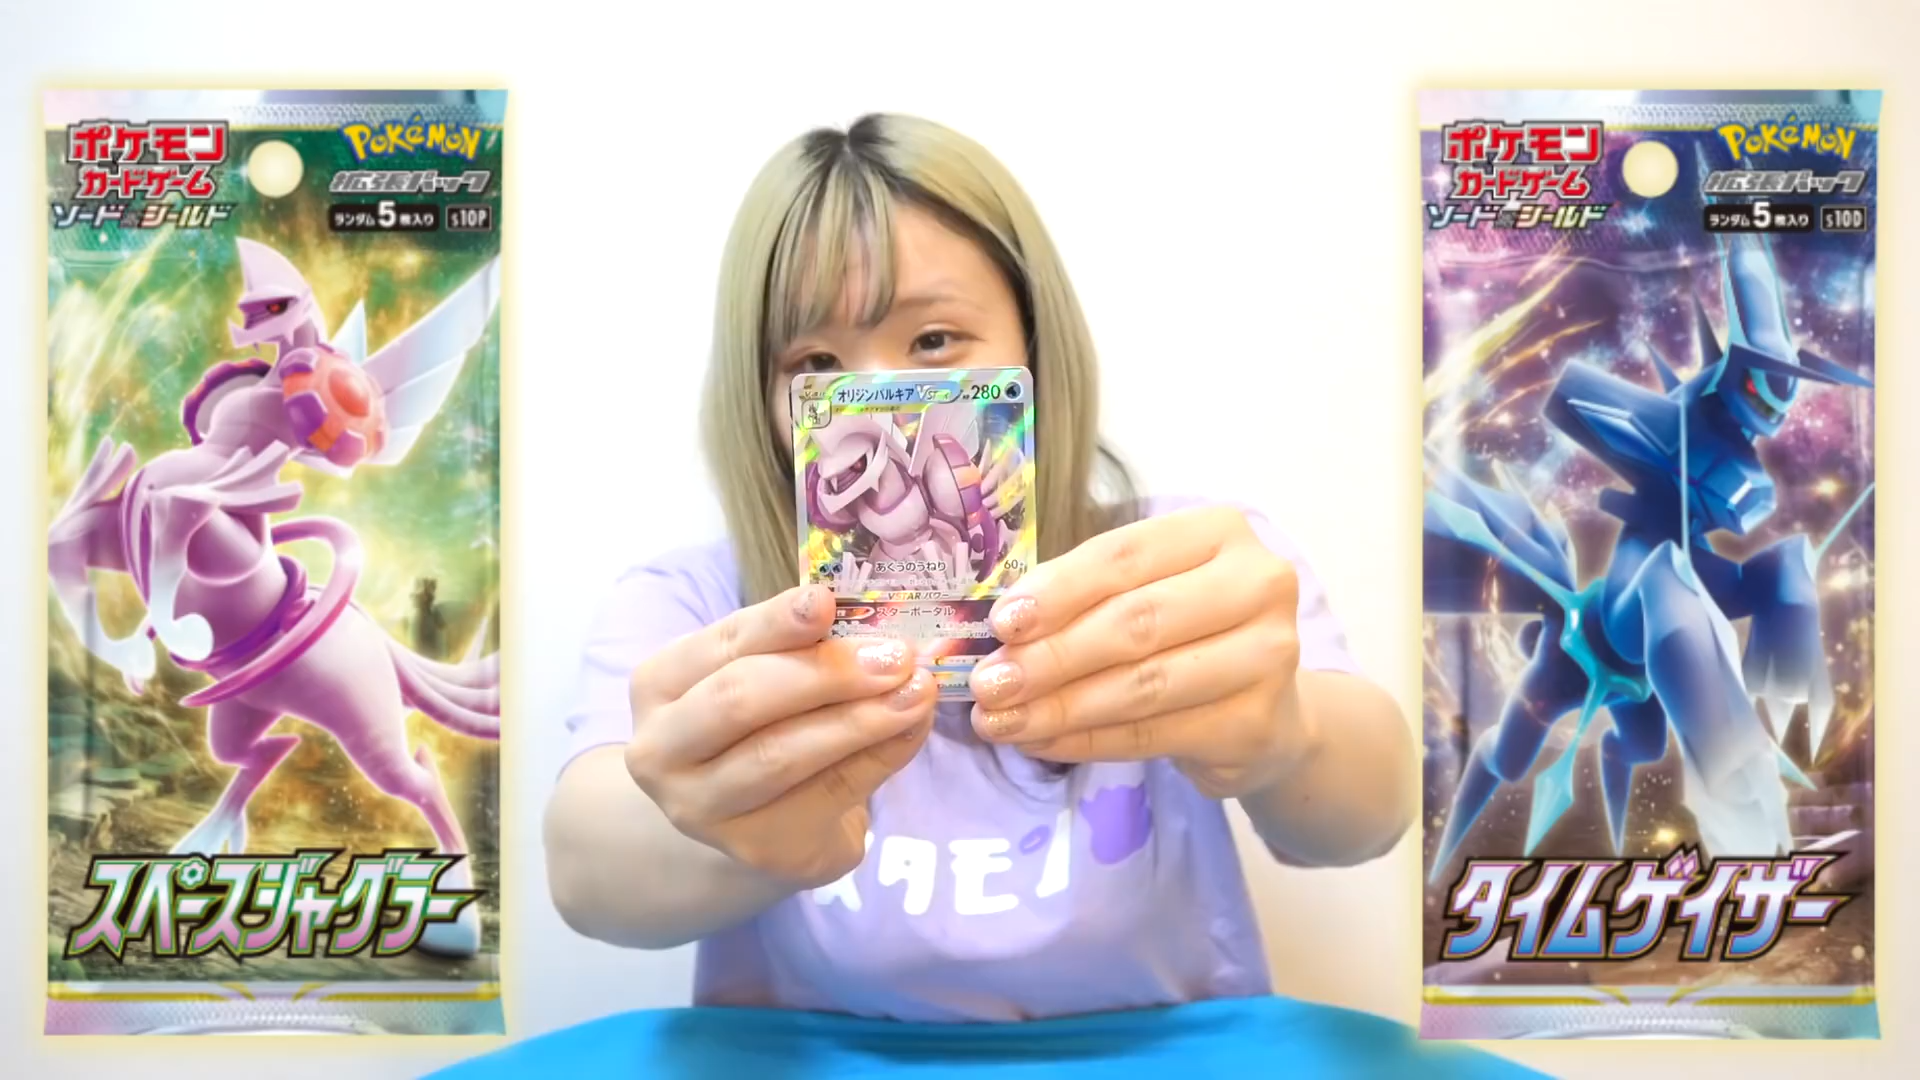 ポケモン
カードゲーム
ソード&シールド
Pokémon
拡張パック
ランダム5枚入り S10P
スペースジャグラー
オリジンパルキア VSTAR 280
あくうのうねり 60
VSTARパワー
スターポータル
メタモン
ポケモン
カードゲーム
ソード&シールド
Pokémon
拡張パック
ランダム5枚入り S10D
タイムゲイザー